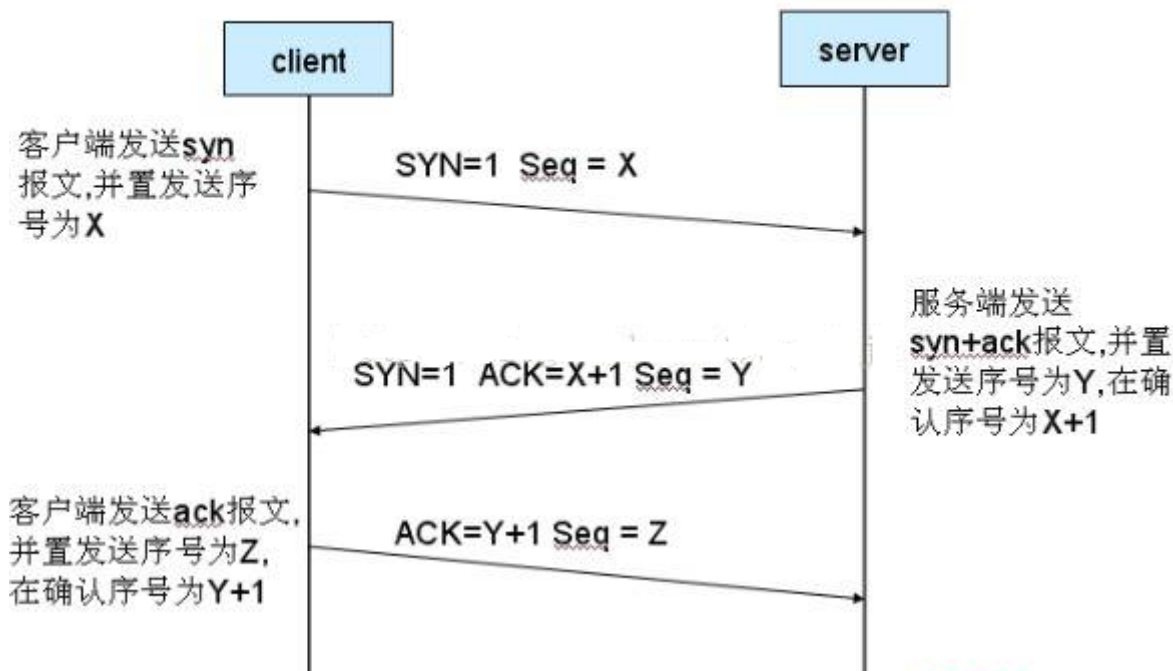 client
server
客户端发送syn
报文,并置发送序
号为X
SYN=1 Seq = X
服务端发送
syn+ack报文,并置
发送序号为Y,在确
认序号为X+1
SYN=1 ACK=X+1 Seq = Y
客户端发送ack报文,
并置发送序号为Z,
在确认序号为Y+1
ACK=Y+1 Seq = Z